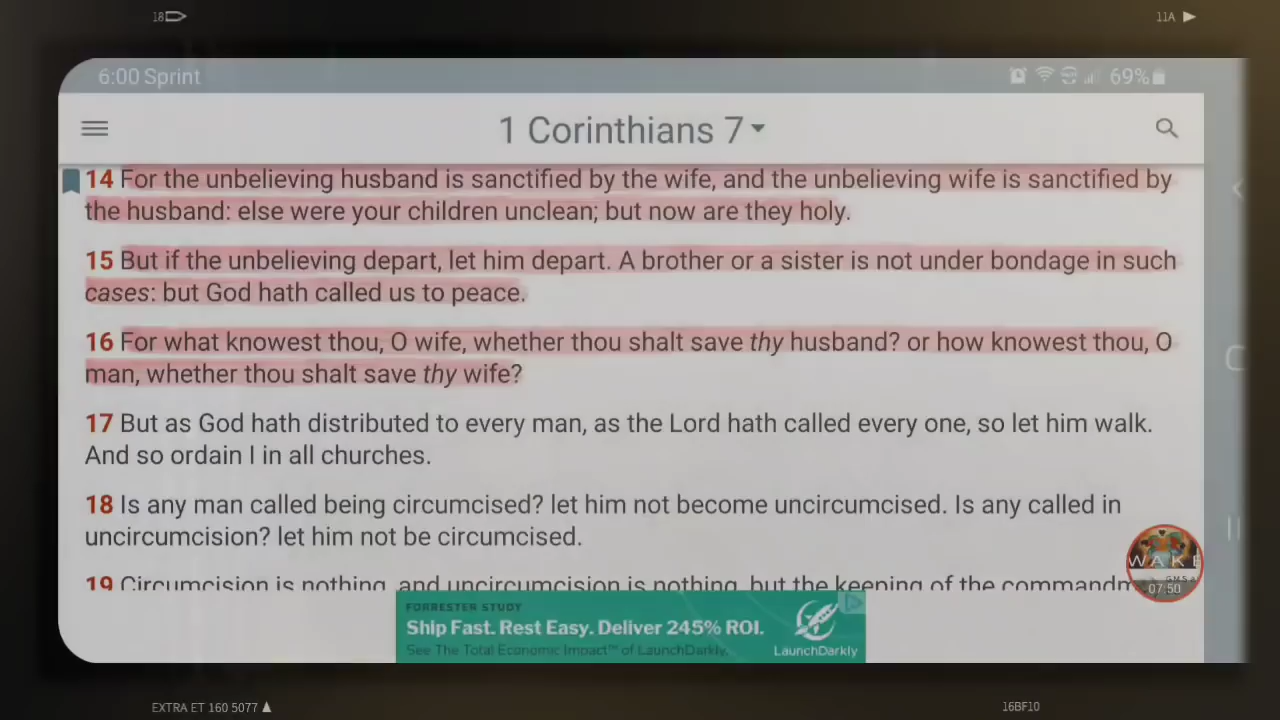 18
11A
6:00 Sprint
69%
1 Corinthians 7
14 For the unbelieving husband is sanctified by the wife, and the unbelieving wife is sanctified by
the husband: else were your children unclean; but now are they holy.
15 But if the unbelieving depart, let him depart. A brother or a sister is not under bondage in such
cases: but God hath called us to peace.
16 For what knowest thou, O wife, whether thou shalt save thy husband? or how knowest thou, O
man, whether thou shalt save thy wife?
17 But as God hath distributed to every man, as the Lord hath called every one, so let him walk.
And so ordain I in all churches.
18 Is any man called being circumcised? let him not become uncircumcised. Is any called in
uncircumcision? let him not be circumcised.
19 Circumcision is nothing, and uncircumcision is nothing, but the keeping of the
WAKE
07:50
FORRESTER STUDY
Ship Fast. Rest Easy. Deliver 245% ROI.
See The Total Economic Impact™ of LaunchDarkly.
LaunchDarkly
EXTRA ET 160 5077
16BF10